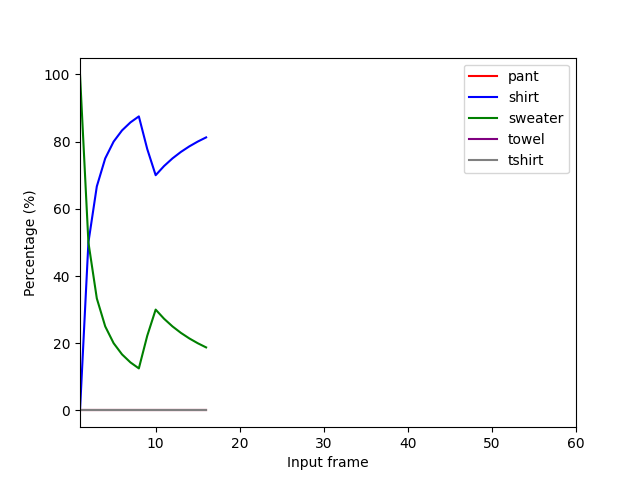 100
80
60
40
20
0
Percentage (%)
10 20 30 40 50 60
Input frame
pant
shirt
sweater
towel
tshirt